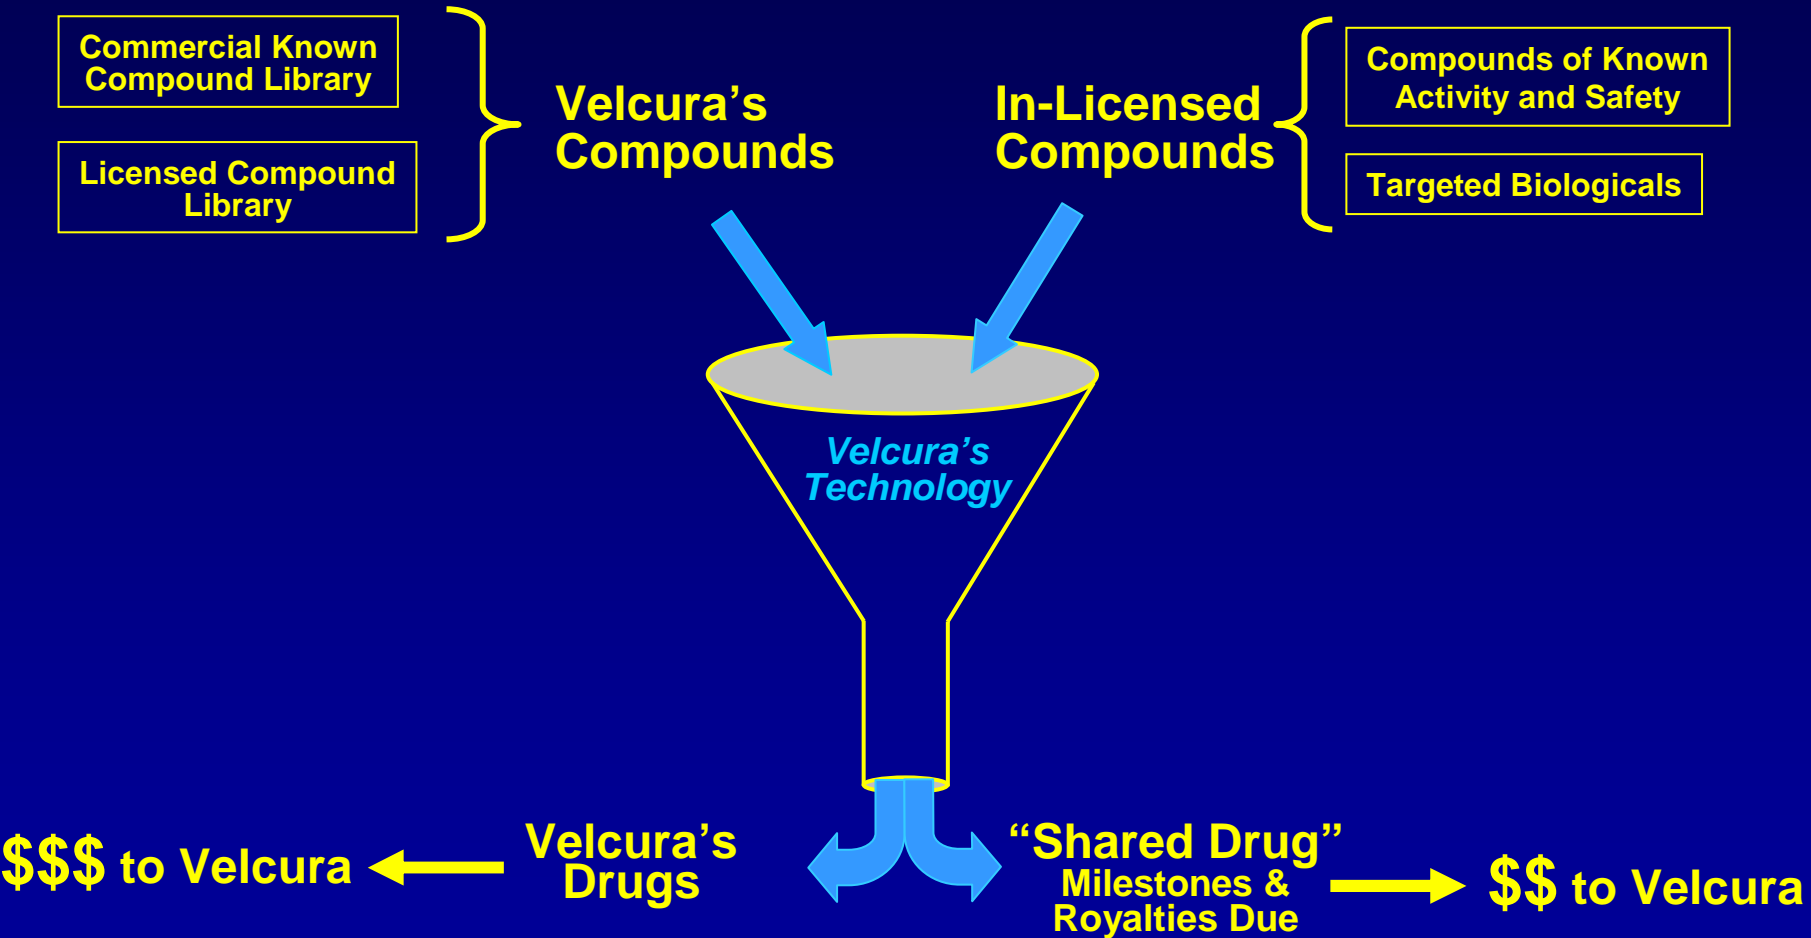 Commercial Known
Compound Library
Licensed Compound
Library
Velcura’s
Compounds
In-Licensed
Compounds
Compounds of Known
Activity and Safety
Targeted Biologicals
Velcura’s
Technology
$$$ to Velcura
Velcura’s
Drugs
“Shared Drug”
Milestones &
Royalties Due
$$ to Velcura